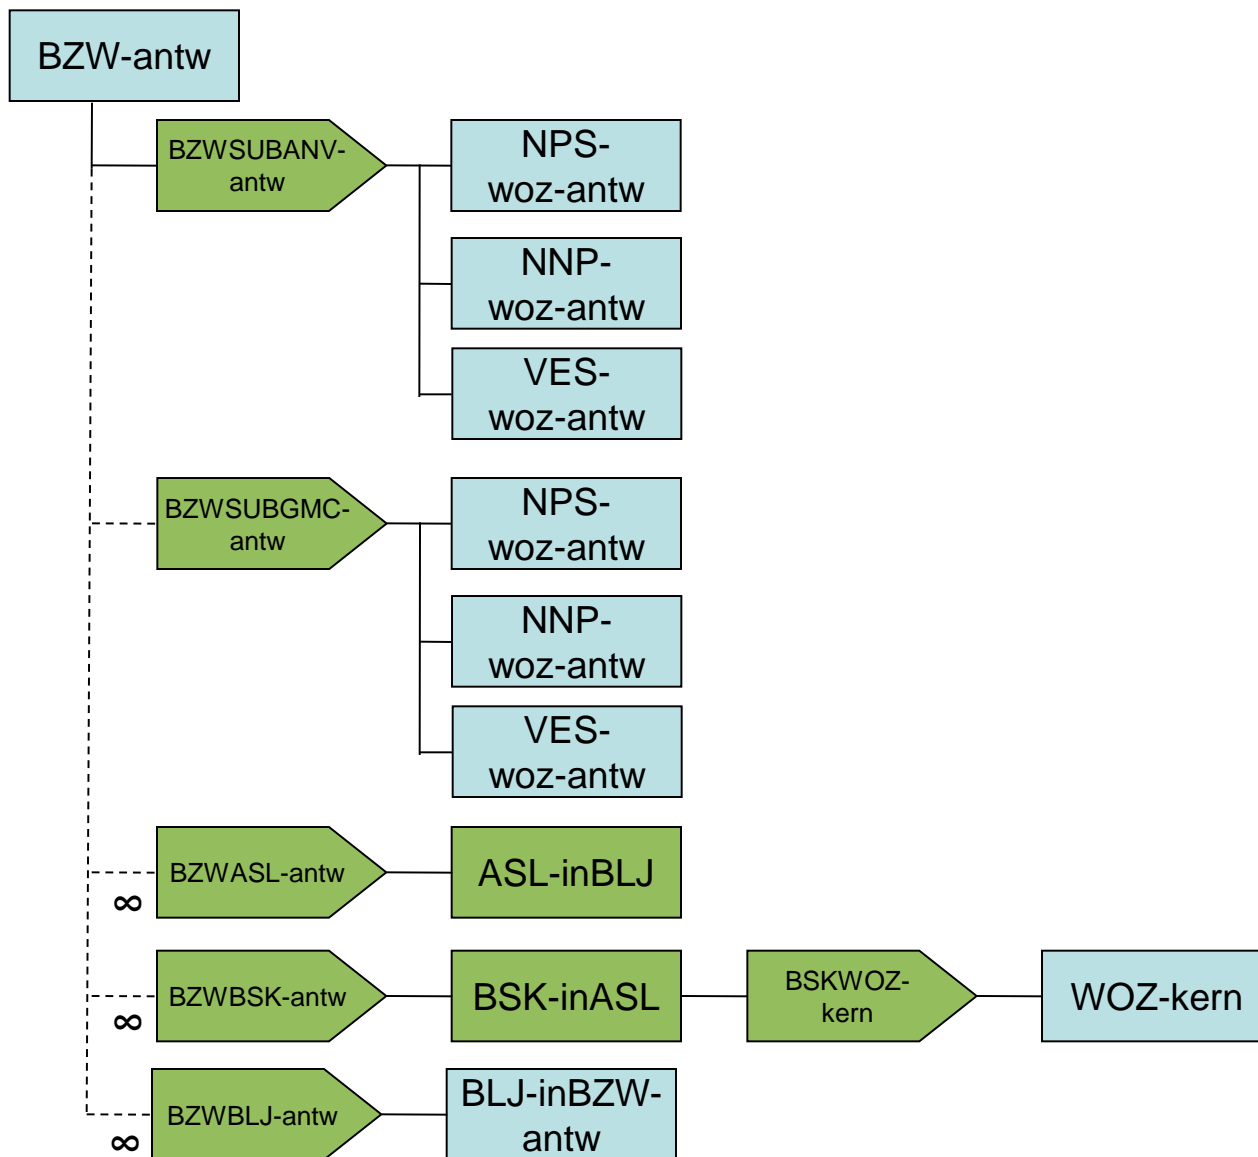 BZW-antw
BZWSUBANV-
antw
NPS-
woz-antw
NNP-
woz-antw
VES-
woz-antw
BZWSUBGMC-
antw
NPS-
woz-antw
NNP-
woz-antw
VES-
woz-antw
BZWASL-antw
ASL-inBLJ
∞
BZWBSK-antw
BSK-inASL
BSKWOZ-
kern
WOZ-kern
∞
BZWBLJ-antw
BLJ-inBZW-
antw
∞